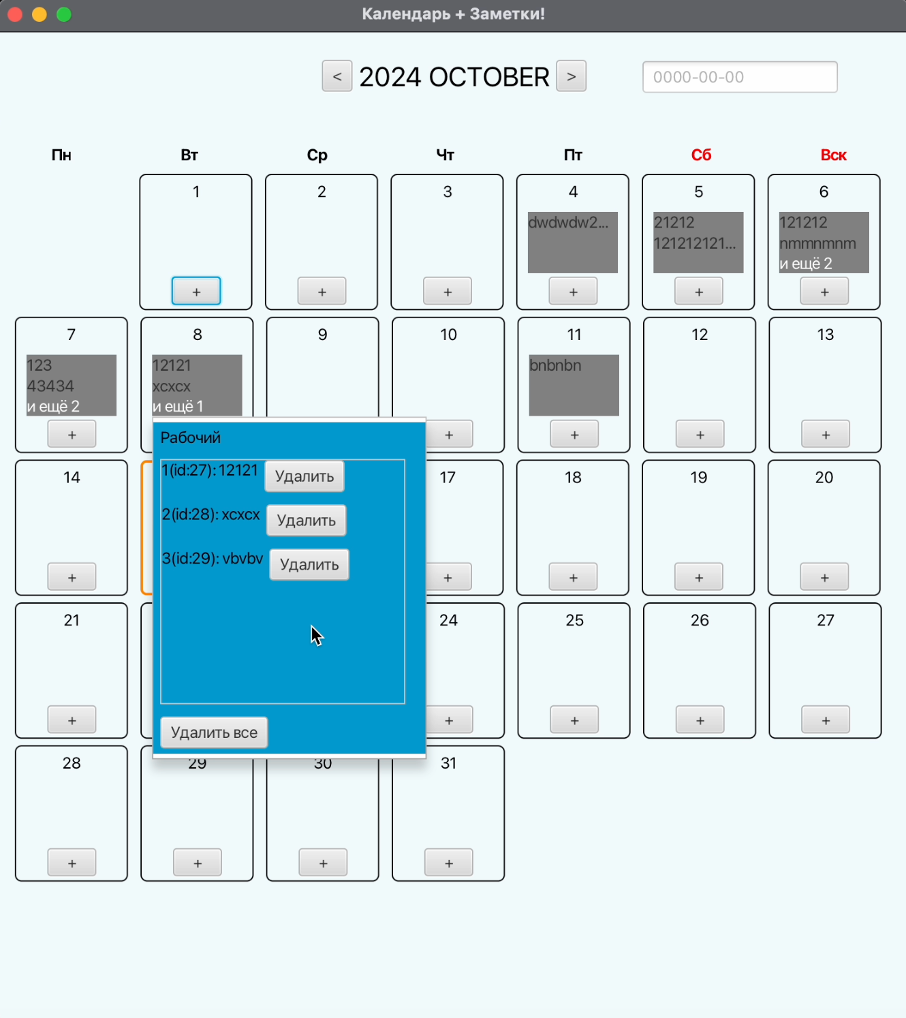 Календарь + Заметки!
< 2024 OCTOBER > 0000-00-00
Пн Вт Ср Чт Пт Сб Вск
1 2 3 4 5 6
dwdwdw2... 21212 121212
121212121... nmmnmnm
и ещё 2
+ + + + + +
7 8 9 10 11 12 13
123 12121 bnbnbn
43434 xcxcx
и ещё 2 и ещё 1
+ + + + +
Рабочий
1(id:27): 12121 Удалить
2(id:28): xcxcx Удалить
3(id:29): vbvbv Удалить
Удалить все
14 17 18 19 20
+ + + + +
21 24 25 26 27
+ + + + +
28 29 30 31
+ + + +